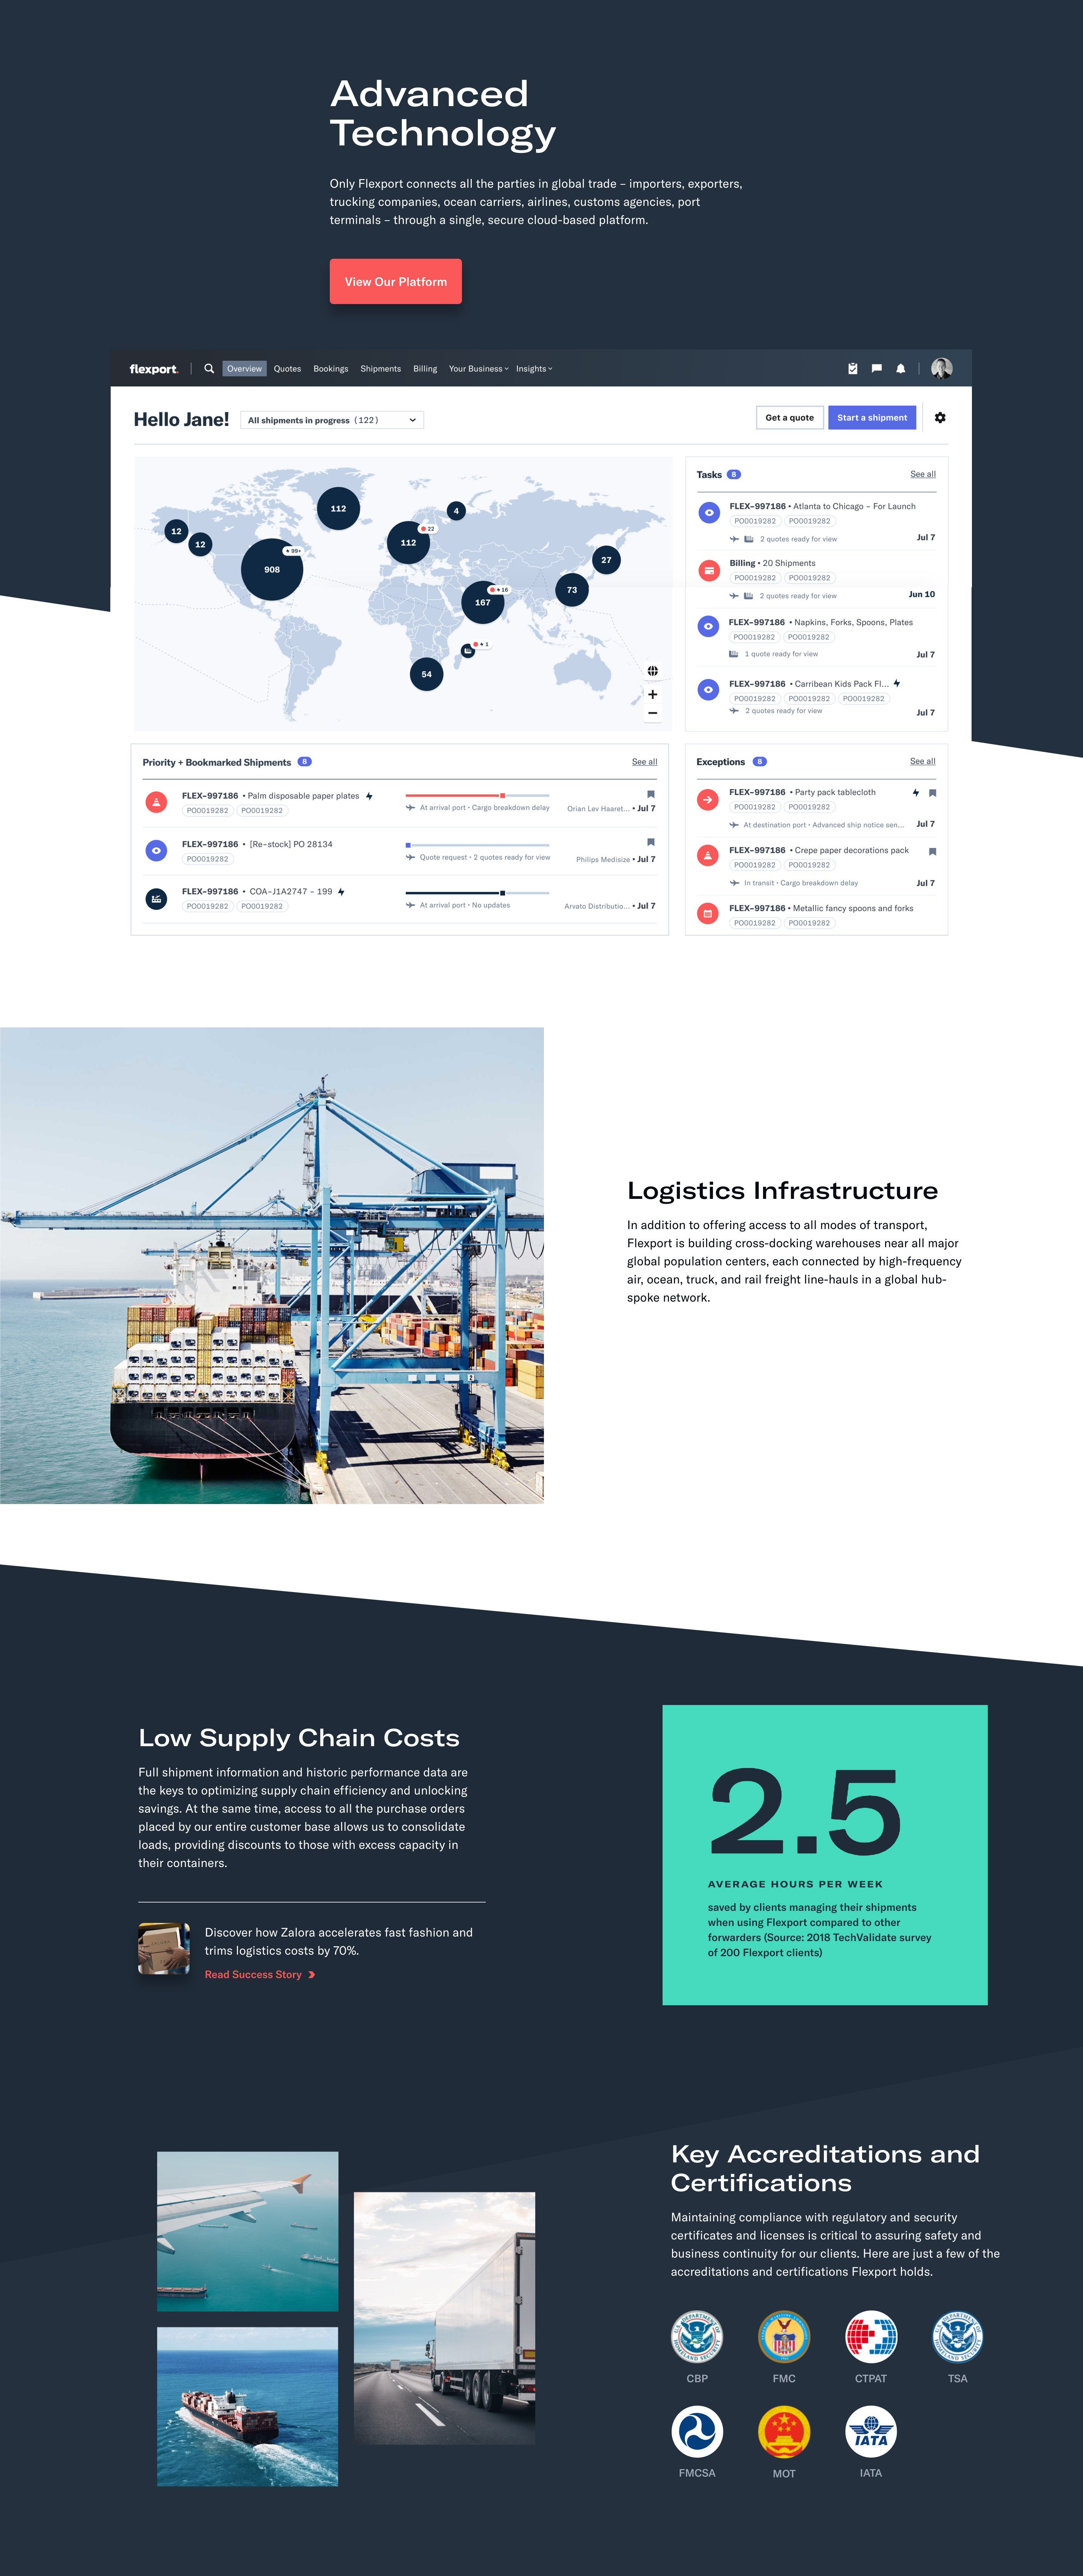 Advanced
Technology
Only Flexport connects all the parties in global trade – importers, exporters,
trucking companies, ocean carriers, airlines, customs agencies, port
terminals – through a single, secure cloud-based platform.
View Our Platform
flexport. Overview Quotes Bookings Shipments Billing Your Business Insights
Hello Jane! All shipments in progress (122) Get a quote Start a shipment
112
4
12
22
112
12
99+
908
27
16
73
167
1
54
Tasks 8 See all
FLEX-997186 • Atlanta to Chicago – For Launch
PO0019282 PO0019282
2 quotes ready for view Jul 7
Billing • 20 Shipments
PO0019282 PO0019282
2 quotes ready for view Jun 10
FLEX-997186 • Napkins, Forks, Spoons, Plates
PO0019282 PO0019282
1 quote ready for view Jul 7
FLEX-997186 • Carribean Kids Pack Fl...
PO0019282 PO0019282 PO0019282
2 quotes ready for view Jul 7
Priority + Bookmarked Shipments 8 See all
FLEX-997186 • Palm disposable paper plates
PO0019282 PO0019282
At arrival port • Cargo breakdown delay Orian Lev Haaret... • Jul 7
FLEX-997186 • [Re-stock] PO 28134
PO0019282
Quote request • 2 quotes ready for view Philips Medisize • Jul 7
FLEX-997186 • COA-J1A2747 - 199
PO0019282 PO0019282
At arrival port • No updates Arvato Distributio... • Jul 7
Exceptions 8 See all
FLEX-997186 • Party pack tablecloth
PO0019282 PO0019282
At destination port • Advanced ship notice sen... Jul 7
FLEX-997186 • Crepe paper decorations pack
PO0019282 PO0019282
In transit • Cargo breakdown delay Jul 7
FLEX-997186 • Metallic fancy spoons and forks
PO0019282 PO0019282
Logistics Infrastructure
In addition to offering access to all modes of transport,
Flexport is building cross-docking warehouses near all major
global population centers, each connected by high-frequency
air, ocean, truck, and rail freight line-hauls in a global hub-
spoke network.
2
Low Supply Chain Costs
Full shipment information and historic performance data are
the keys to optimizing supply chain efficiency and unlocking
savings. At the same time, access to all the purchase orders
placed by our entire customer base allows us to consolidate
loads, providing discounts to those with excess capacity in
their containers.
Discover how Zalora accelerates fast fashion and
trims logistics costs by 70%.
Read Success Story
2.5
AVERAGE HOURS PER WEEK
saved by clients managing their shipments
when using Flexport compared to other
forwarders (Source: 2018 TechValidate survey
of 200 Flexport clients)
Key Accreditations and
Certifications
Maintaining compliance with regulatory and security
certificates and licenses is critical to assuring safety and
business continuity for our clients. Here are just a few of the
accreditations and certifications Flexport holds.
CBP FMC CTPAT TSA
IATA
FMCSA MOT IATA